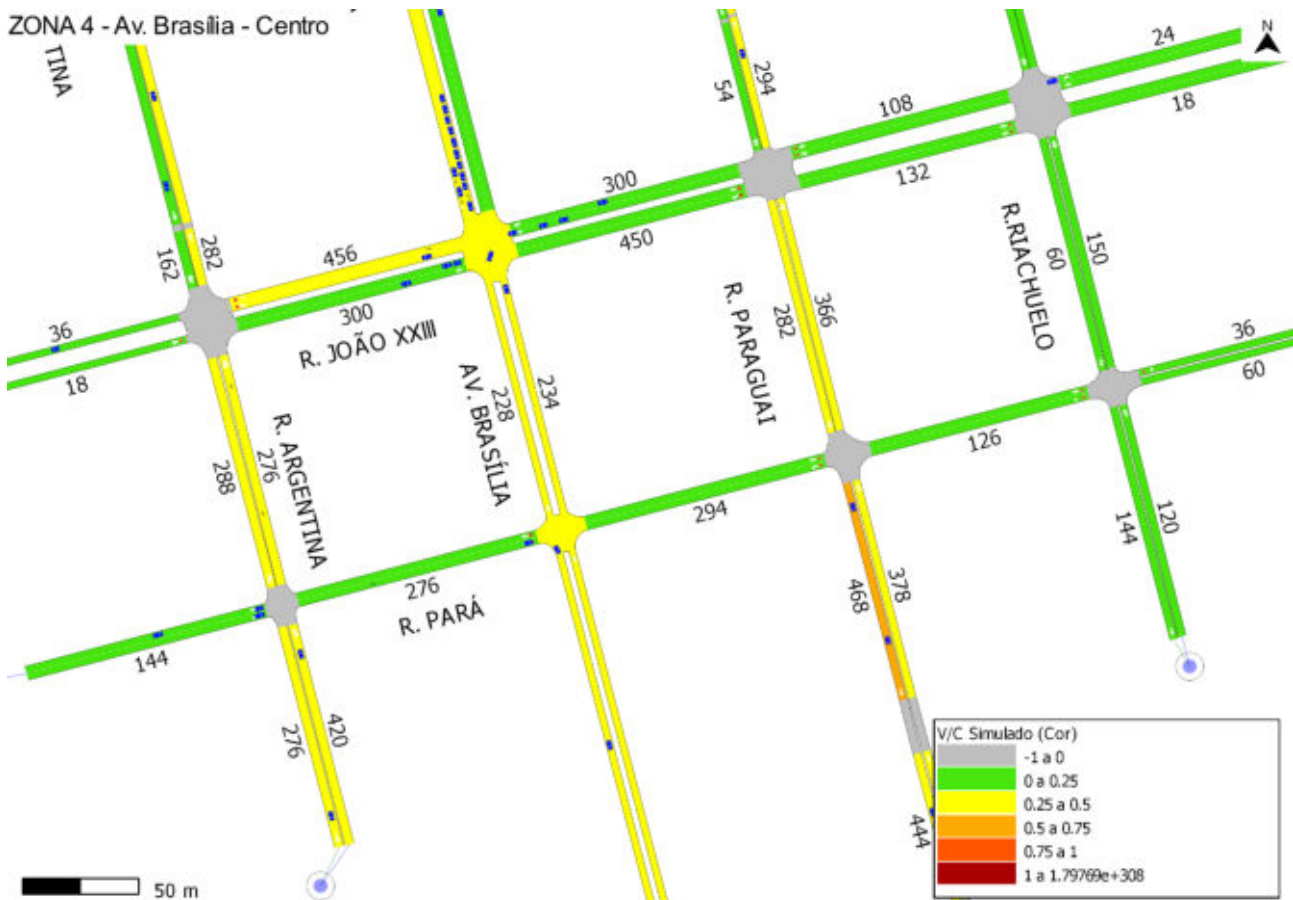 ZONA 4 - Av. Brasília - Centro
N
TINA
294
54
24
18
108
132
300
450
282
162
456
300
36
18
R. JOÃO XXIII
R.RIACHUELO
60
150
R. PARAGUAI
282
366
AV. BRASÍLIA
228
234
36
60
R. ARGENTINA
288
276
126
294
276
R. PARÁ
144
468
378
144
120
276
420
444
50 m
V/C Simulado (Cor)
-1 a 0
0 a 0.25
0.25 a 0.5
0.5 a 0.75
0.75 a 1
1 a 1.79769e+308